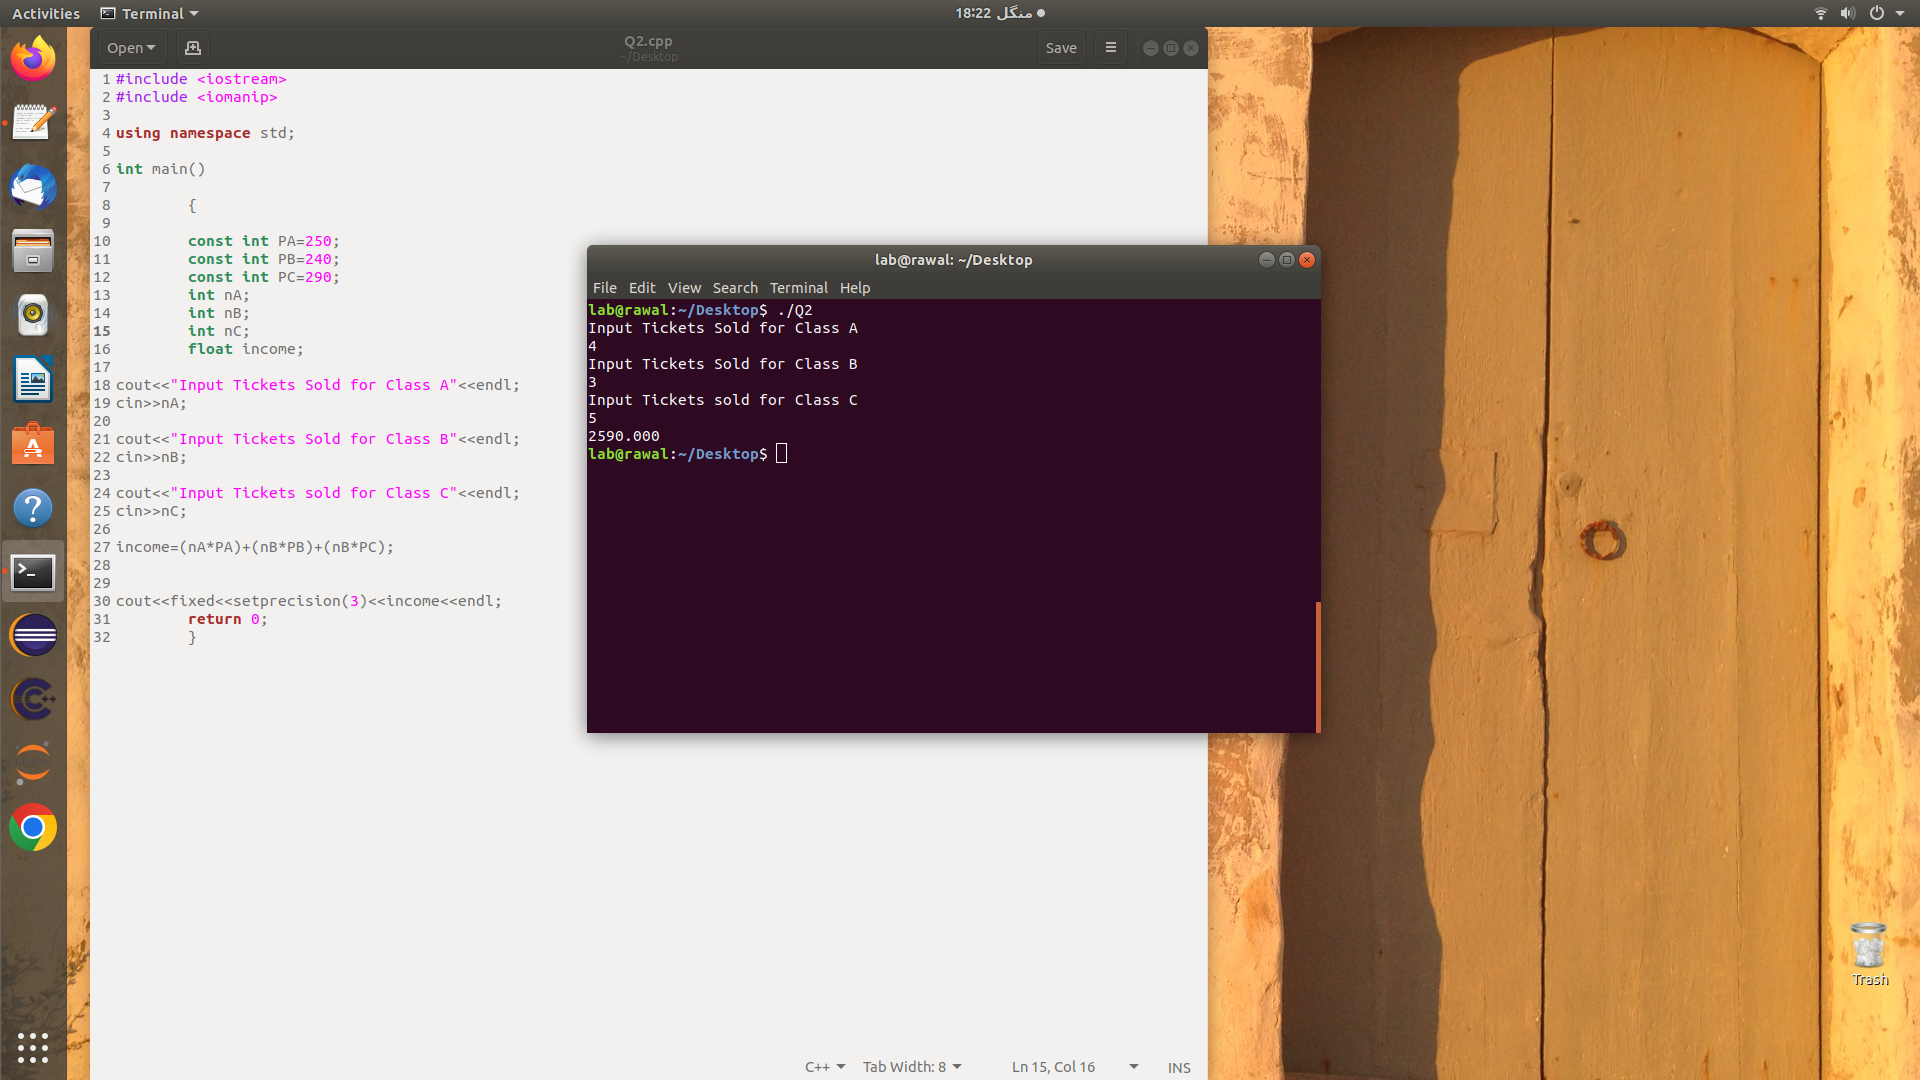 Activities
Terminal
منگل 18:22
Open
Q2.cpp
~/Desktop
Save
1 #include <iostream>
2 #include <iomanip>
3
4 using namespace std;
5
6 int main()
7
8 {
9
10 const int PA=250;
11 const int PB=240;
12 const int PC=290;
13 int nA;
14 int nB;
15 int nC;
16 float income;
17
18 cout<<"Input Tickets Sold for Class A"<<endl;
19 cin>>nA;
20
21 cout<<"Input Tickets Sold for Class B"<<endl;
22 cin>>nB;
23
24 cout<<"Input Tickets sold for Class C"<<endl;
25 cin>>nC;
26
27 income=(nA*PA)+(nB*PB)+(nB*PC);
28
29
30 cout<<fixed<<setprecision(3)<<income<<endl;
31 return 0;
32 }
C++ Tab Width: 8 Ln 15, Col 16 INS
lab@rawal: ~/Desktop
File Edit View Search Terminal Help
lab@rawal:~/Desktop$ ./Q2
Input Tickets Sold for Class A
4
Input Tickets Sold for Class B
3
Input Tickets sold for Class C
5
2590.000
lab@rawal:~/Desktop$
Trash